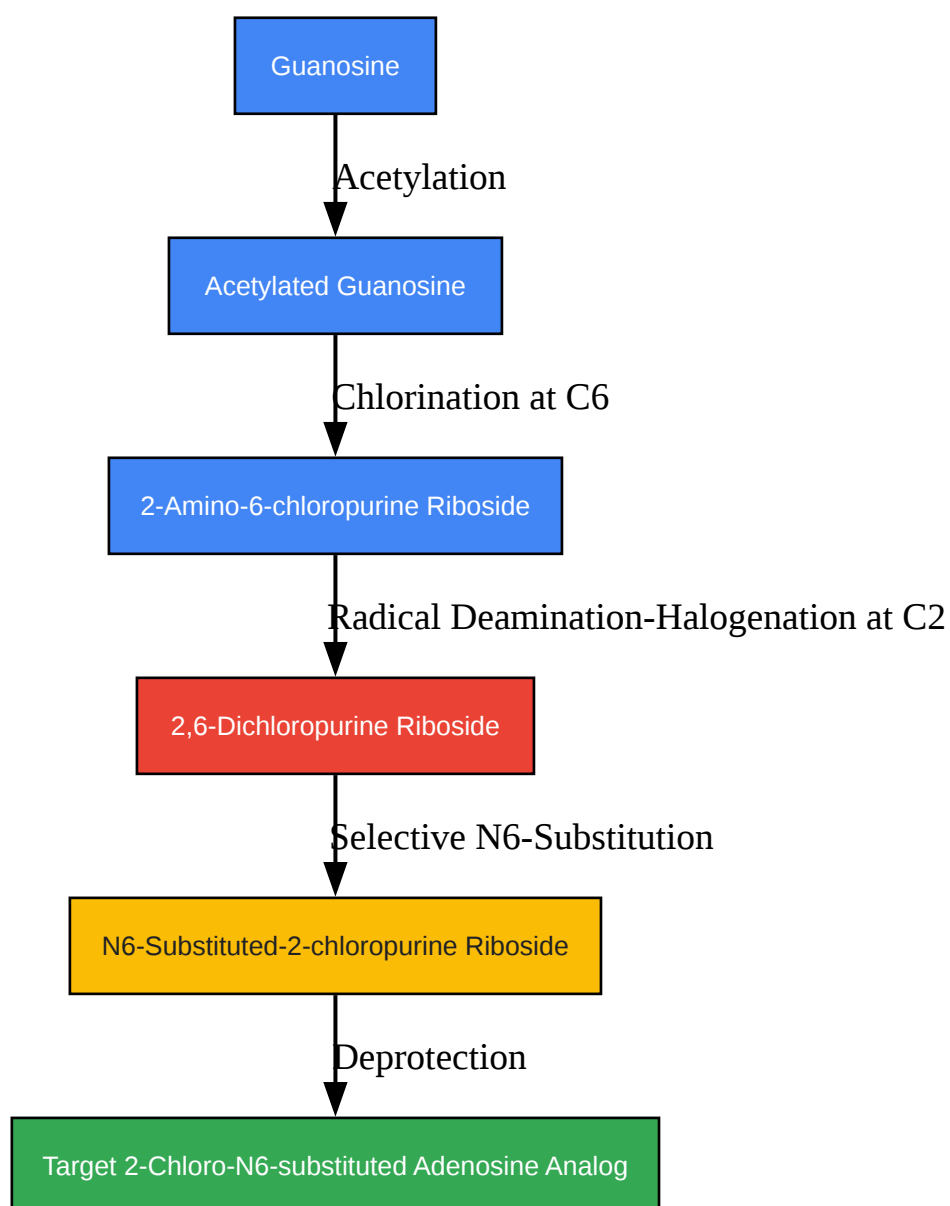 Guanosine
Acetylation
Acetylated Guanosine
Chlorination at C6
2-Amino-6-chloropurine Riboside
Radical Deamination-Halogenation at C2
2,6-Dichloropurine Riboside
Selective N6-Substitution
N6-Substituted-2-chloropurine Riboside
Deprotection
Target 2-Chloro-N6-substituted Adenosine Analog